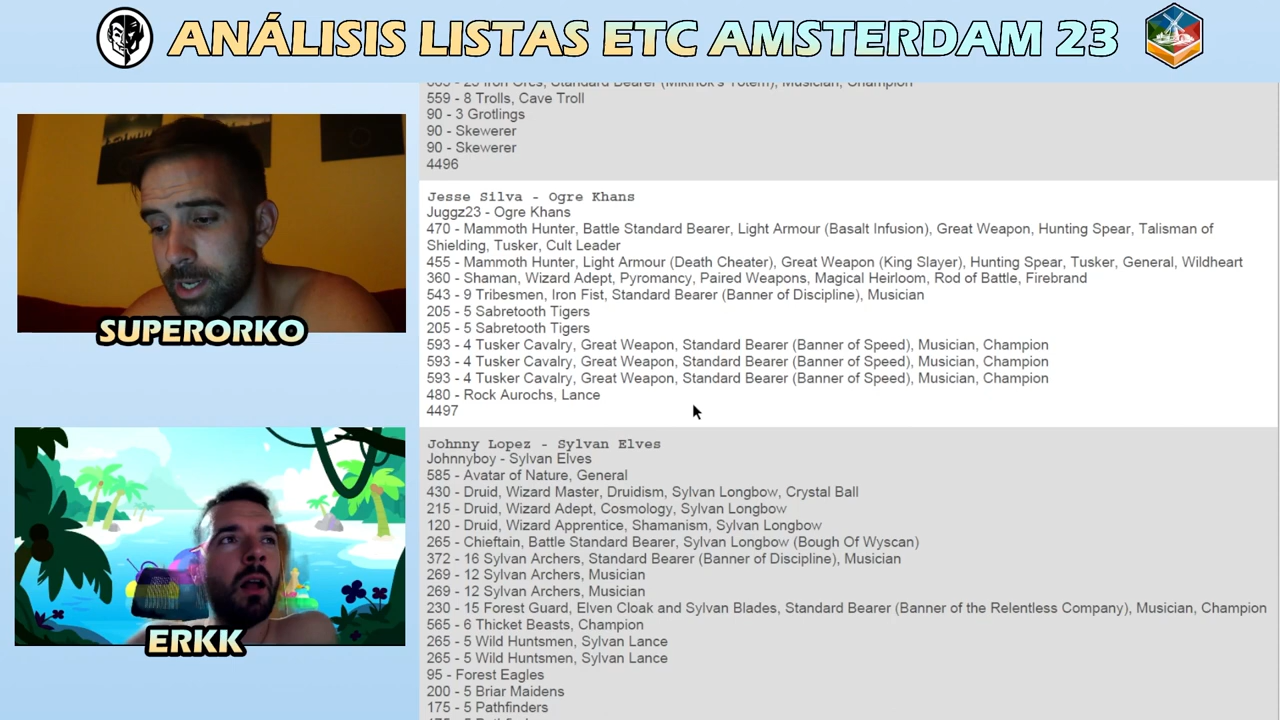 ANÁLISIS LISTAS ETC AMSTERDAM 23
SUPERORKO
ERKK
Iron Orcs, Standard Bearer (Mikinok's Totem), Musician, Champion
559 - 8 Trolls, Cave Troll
90 - 3 Grotlings
90 - Skewerer
90 - Skewerer
4496
Jesse Silva - Ogre Khans
Juggz23 - Ogre Khans
470 - Mammoth Hunter, Battle Standard Bearer, Light Armour (Basalt Infusion), Great Weapon, Hunting Spear, Talisman of
Shielding, Tusker, Cult Leader
455 - Mammoth Hunter, Light Armour (Death Cheater), Great Weapon (King Slayer), Hunting Spear, Tusker, General, Wildheart
360 - Shaman, Wizard Adept, Pyromancy, Paired Weapons, Magical Heirloom, Rod of Battle, Firebrand
543 - 9 Tribesmen, Iron Fist, Standard Bearer (Banner of Discipline), Musician
205 - 5 Sabretooth Tigers
205 - 5 Sabretooth Tigers
593 - 4 Tusker Cavalry, Great Weapon, Standard Bearer (Banner of Speed), Musician, Champion
593 - 4 Tusker Cavalry, Great Weapon, Standard Bearer (Banner of Speed), Musician, Champion
593 - 4 Tusker Cavalry, Great Weapon, Standard Bearer (Banner of Speed), Musician, Champion
480 - Rock Aurochs, Lance
4497
Johnny Lopez - Sylvan Elves
Johnnyboy - Sylvan Elves
585 - Avatar of Nature, General
430 - Druid, Wizard Master, Druidism, Sylvan Longbow, Crystal Ball
215 - Druid, Wizard Adept, Cosmology, Sylvan Longbow
120 - Druid, Wizard Apprentice, Shamanism, Sylvan Longbow
265 - Chieftain, Battle Standard Bearer, Sylvan Longbow (Bough Of Wyscan)
372 - 16 Sylvan Archers, Standard Bearer (Banner of Discipline), Musician
269 - 12 Sylvan Archers, Musician
269 - 12 Sylvan Archers, Musician
230 - 15 Forest Guard, Elven Cloak and Sylvan Blades, Standard Bearer (Banner of the Relentless Company), Musician, Champion
565 - 6 Thicket Beasts, Champion
265 - 5 Wild Huntsmen, Sylvan Lance
265 - 5 Wild Huntsmen, Sylvan Lance
95 - Forest Eagles
200 - 5 Briar Maidens
175 - 5 Pathfinders